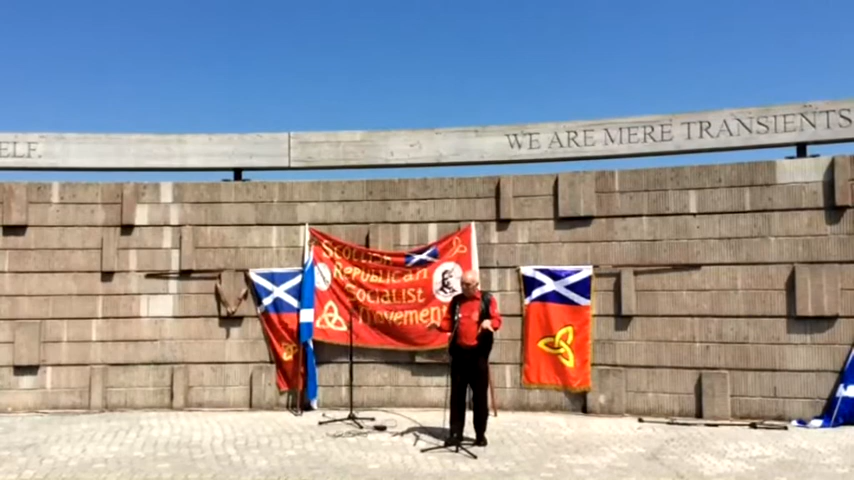 ELF.
WE ARE MERE TRANSIENTS
Scottish
Republican
Socialist
Movement